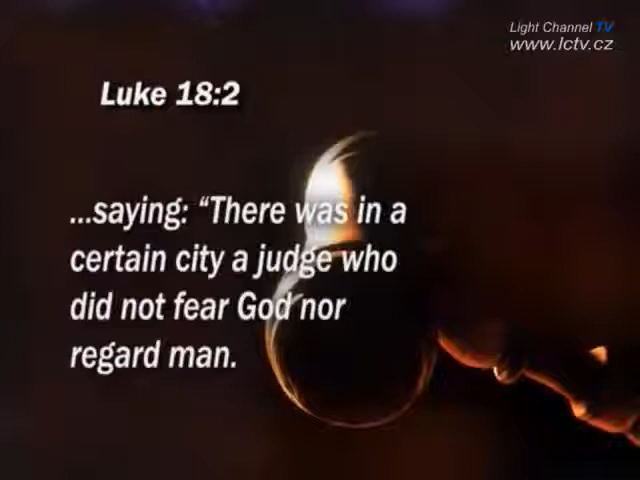 Light Channel TV
www.lctv.cz
Luke 18:2
...saying: “There was in a
certain city a judge who
did not fear God nor
regard man.